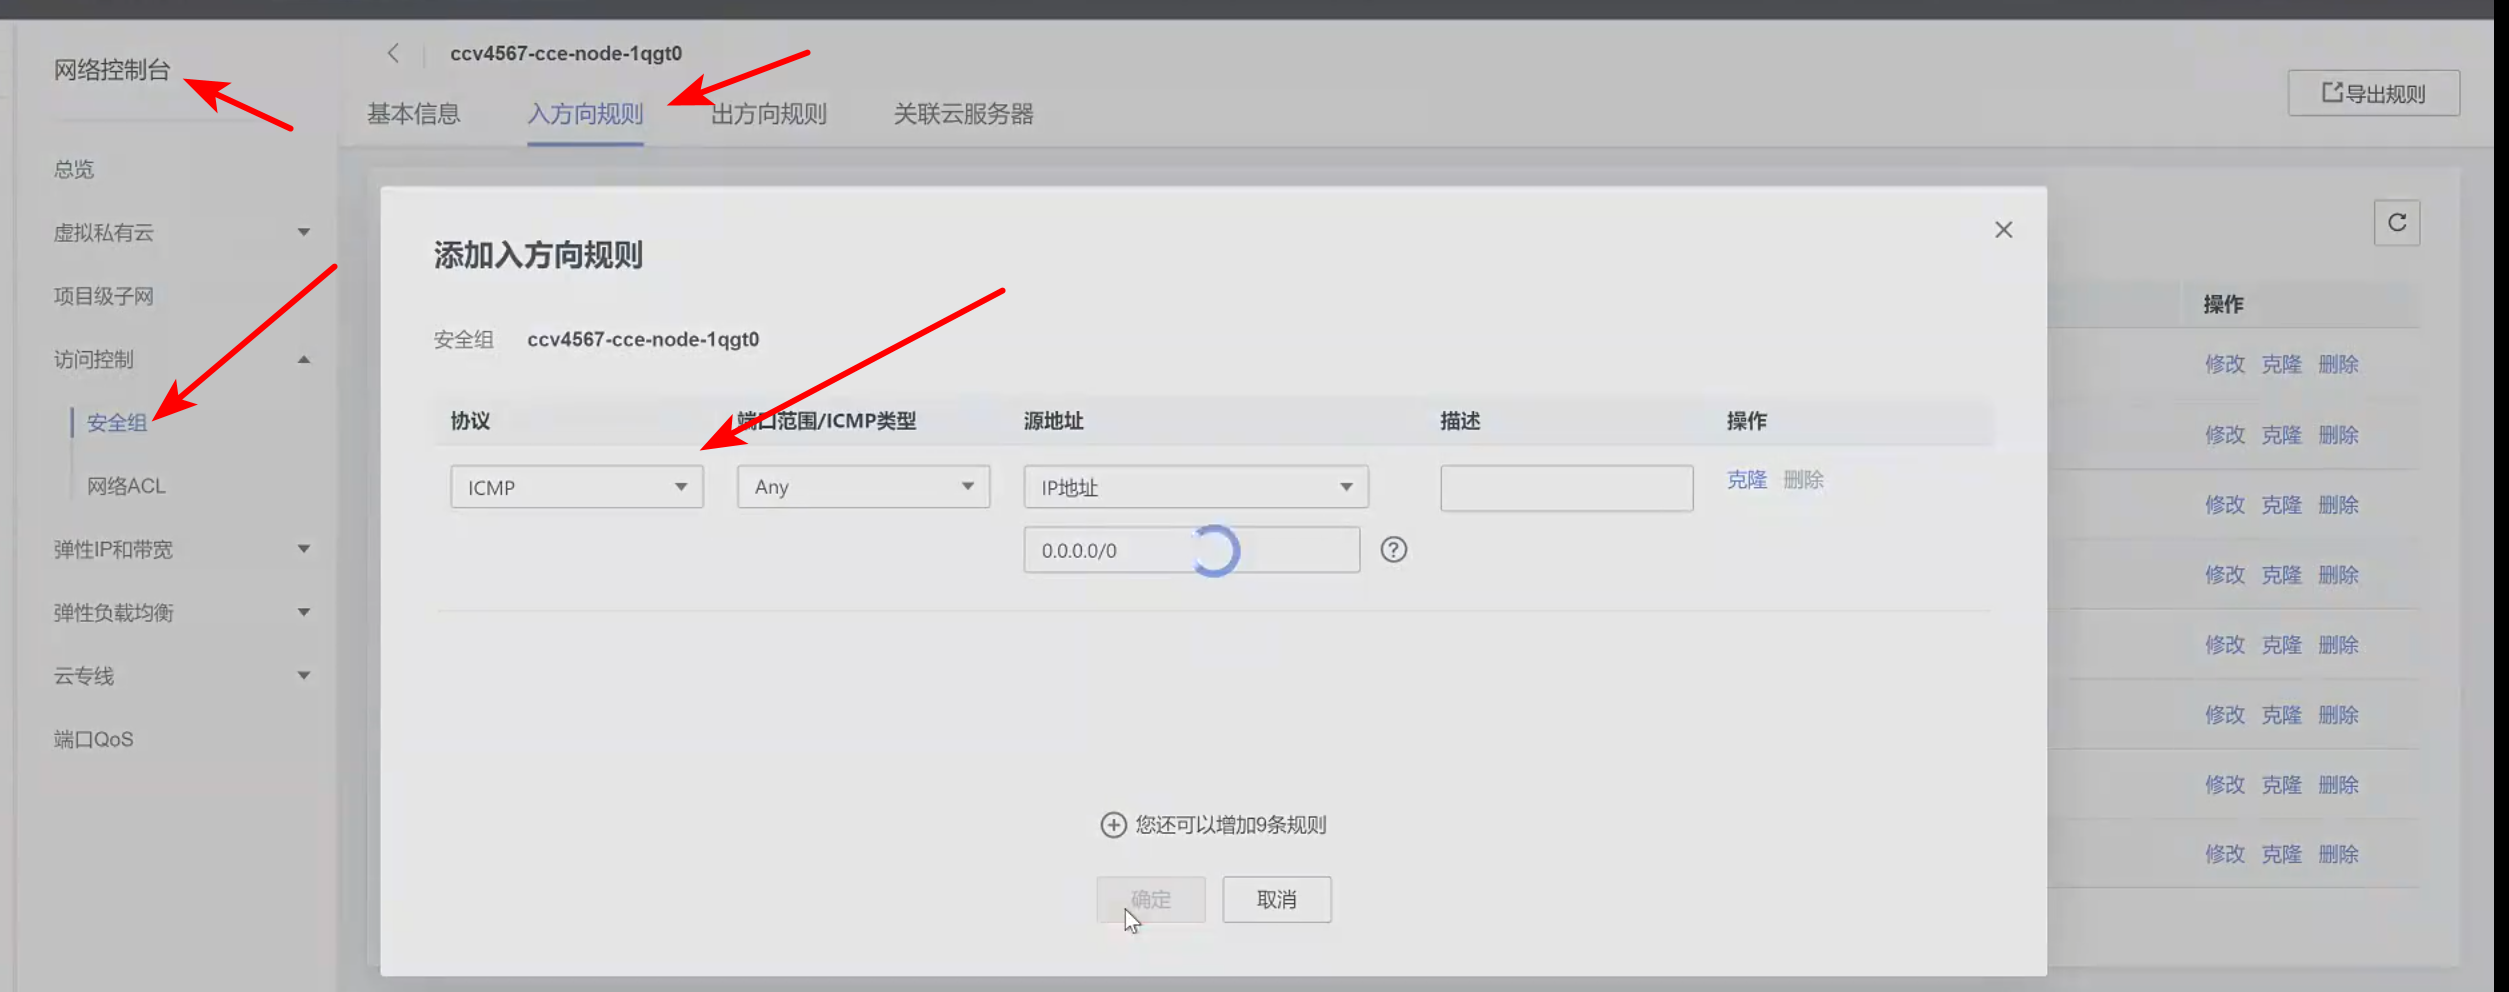 网络控制台
总览
虚拟私有云
项目级子网
访问控制
安全组
网络ACL
弹性IP和带宽
弹性负载均衡
云专线
端口QoS
ccv4567-cce-node-1qgt0
基本信息 入方向规则 出方向规则 关联云服务器
导出规则
添加入方向规则
安全组 ccv4567-cce-node-1qgt0
协议 端口范围/ICMP类型 源地址 描述 操作
ICMP Any IP地址 克隆 删除
0.0.0.0/0
您还可以增加9条规则
确定 取消
操作
修改 克隆 删除
修改 克隆 删除
修改 克隆 删除
修改 克隆 删除
修改 克隆 删除
修改 克隆 删除
修改 克隆 删除
修改 克隆 删除